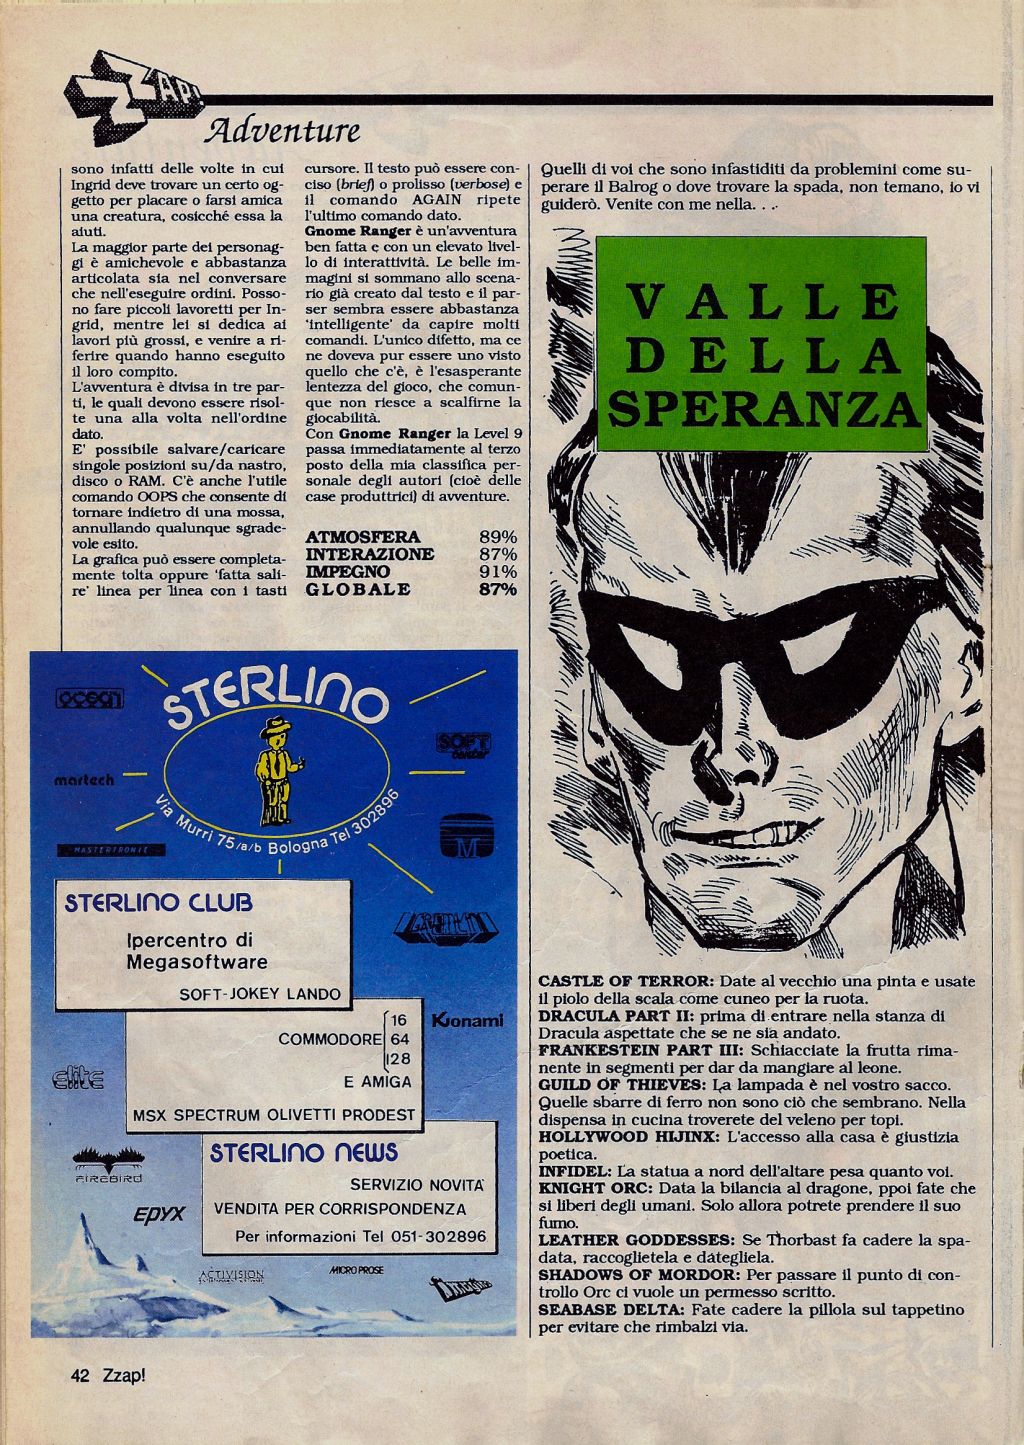 ZZAP!
Adventure
sono infatti delle volte in cui
Ingrid deve trovare un certo og-
getto per placare o farsi amica
una creatura, cosicché essa la
aiuti.
La maggior parte dei personag-
gi è amichevole e abbastanza
articolata sia nel conversare
che nell'eseguire ordini. Posso-
no fare piccoli lavoretti per In-
grid, mentre lei si dedica ai
lavori più grossi, e venire a ri-
ferire quando hanno eseguito
il loro compito.
L'avventura è divisa in tre par-
ti, le quali devono essere risol-
te una alla volta nell'ordine
dato.
E' possibile salvare/caricare
singole posizioni su/da nastro,
disco o RAM. C'è anche l'utile
comando OOPS che consente di
tornare indietro di una mossa,
annullando qualunque sgrade-
vole esito.
La grafica può essere completa-
mente tolta oppure 'fatta sali-
re' linea per linea con i tasti
cursore. Il testo può essere con-
ciso (brief) o prolisso (verbose) e
il comando AGAIN ripete
l'ultimo comando dato.
Gnome Ranger è un'avventura
ben fatta e con un elevato livel-
lo di interattività. Le belle im-
magini si sommano allo scena-
rio già creato dal testo e il par-
ser sembra essere abbastanza
'intelligente' da capire molti
comandi. L'unico difetto, ma ce
ne doveva pur essere uno visto
quello che c'è, è l'esasperante
lentezza del gioco, che comun-
que non riesce a scalfirne la
giocabilità.
Con Gnome Ranger la Level 9
passa immediatamente al terzo
posto della mia classifica per-
sonale degli autori (cioè delle
case produttrici) di avventure.
ATMOSFERA 89%
INTERAZIONE 87%
IMPEGNO 91%
GLOBALE 87%
Quelli di voi che sono infastiditi da problemini come su-
perare il Balrog o dove trovare la spada, non temano, io vi
guiderò. Venite con me nella. . .
VALLE
DELLA
SPERANZA
CASTLE OF TERROR: Date al vecchio una pinta e usate
il piolo della scala come cuneo per la ruota.
DRACULA PART II: prima di entrare nella stanza di
Dracula aspettate che se ne sia andato.
FRANKESTEIN PART III: Schiacciate la frutta rima-
nente in segmenti per dar da mangiare al leone.
GUILD OF THIEVES: La lampada è nel vostro sacco.
Quelle sbarre di ferro non sono ciò che sembrano. Nella
dispensa in cucina troverete del veleno per topi.
HOLLYWOOD HIJINX: L'accesso alla casa è giustizia
poetica.
INFIDEL: La statua a nord dell'altare pesa quanto voi.
KNIGHT ORC: Data la bilancia al dragone, ppoi fate che
si liberi degli umani. Solo allora potrete prendere il suo
fumo.
LEATHER GODDESSES: Se Thorbast fa cadere la spa-
data, raccoglietela e dategliela.
SHADOWS OF MORDOR: Per passare il punto di con-
trollo Orc ci vuole un permesso scritto.
SEABASE DELTA: Fate cadere la pillola sul tappetino
per evitare che rimbalzi via.
STERLINO
Via Murri 75/a/b Bologna Tel 302896
ocean
martech
MASTERTRONIC
SOFT
center
M
GREMLIN
STERLINO CLUB
Ipercentro di
Megasoftware
SOFT-JOKEY LANDO
COMMODORE
16
64
128
E AMIGA
MSX SPECTRUM OLIVETTI PRODEST
Konami
elite
FIREBIRD
EPYX
STERLINO NEWS
SERVIZIO NOVITA'
VENDITA PER CORRISPONDENZA
Per informazioni Tel 051-302896
ACTIVISION
MICRO PROSE
42 Zzap!